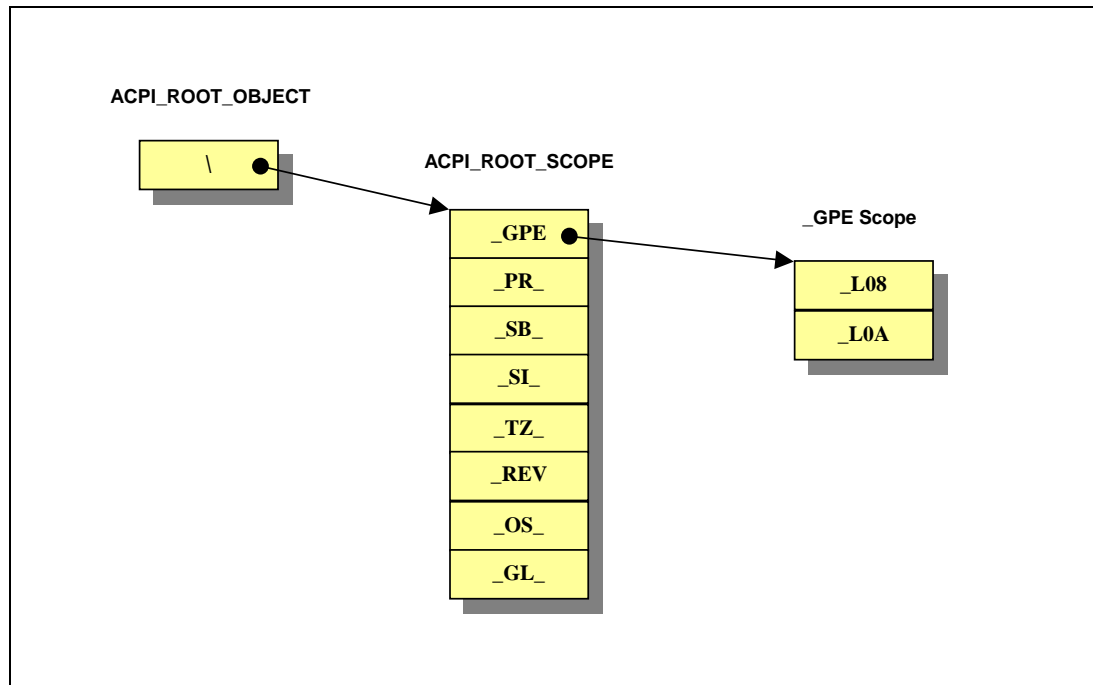 ACPI_ROOT_OBJECT
\
ACPI_ROOT_SCOPE
_GPE
_PR_
_SB_
_SI_
_TZ_
_REV
_OS_
_GL_
_GPE Scope
_L08
_L0A